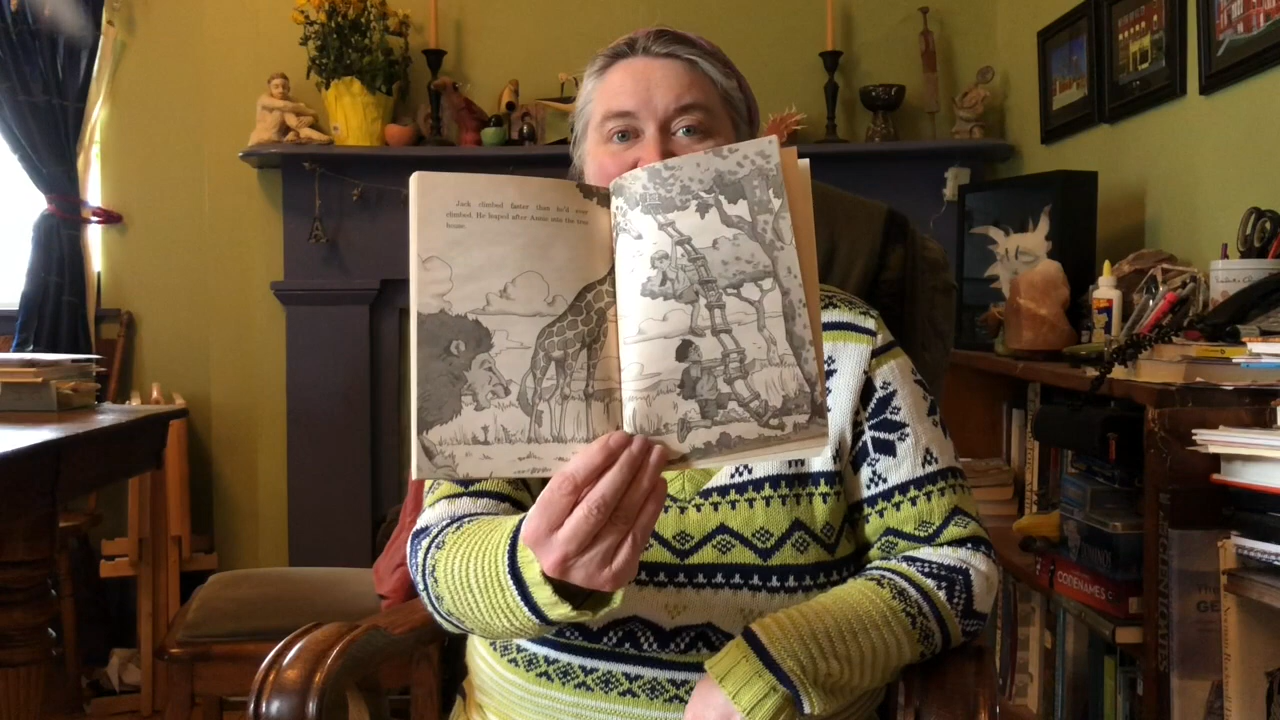 Jack climbed faster than he'd ever
climbed. He leaped after Annie into the tree
house.
CODENAMES